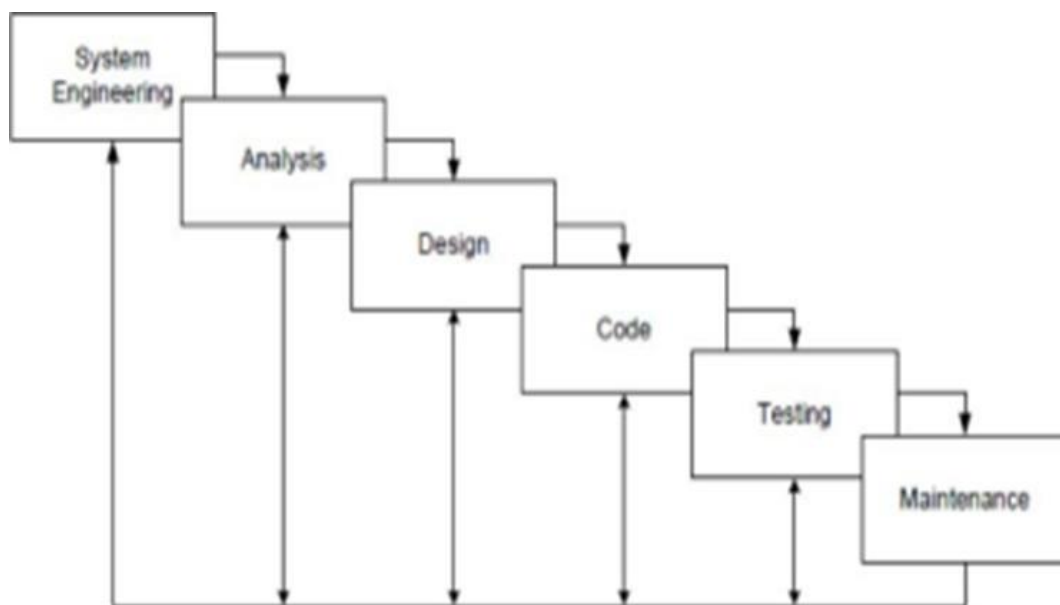 System
Engineering
Analysis
Design
Code
Testing
Maintenance